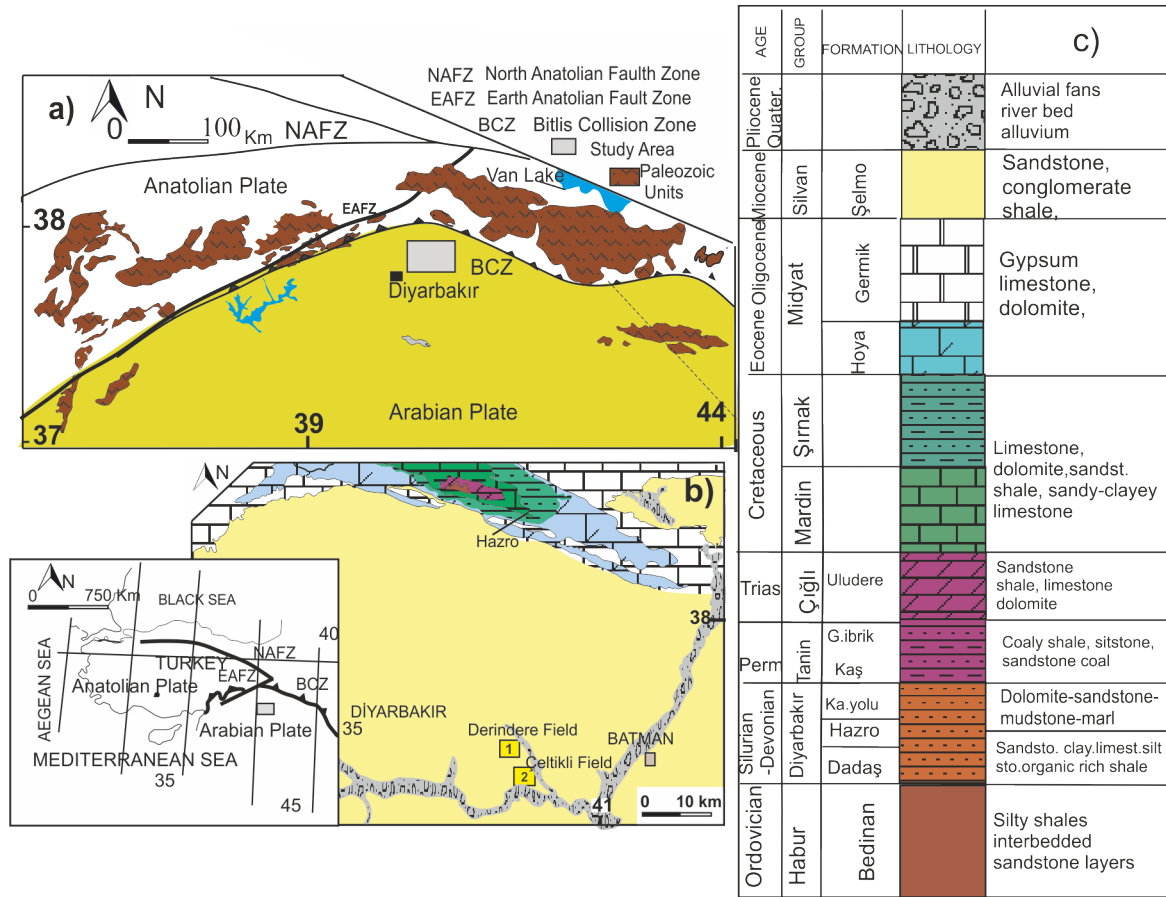 NAFZ North Anatolian Faulth Zone
EAFZ Earth Anatolian Fault Zone
BCZ Bitlis Collision Zone
Study Area
Paleozoic
Units
a)
N
0 100 Km
NAFZ
Anatolian Plate
Van Lake
38
EAFZ
BCZ
Diyarbakır
Arabian Plate
37
39
44
b)
N
Hazro
38
DİYARBAKIR
Derindere Field
1
BATMAN
Çeltikli Field
2
41
0 10 km
N
0 750 Km
BLACK SEA
40
NAFZ
TURKEY
AEGEAN SEA
EAFZ
BCZ
Anatolian Plate
Arabian Plate
35
MEDITERRANEAN SEA
35
45
c)
AGE GROUP FORMATION LITHOLOGY
Pliocene
Quater.
Alluvial fans
river bed
alluvium
Miocene
Silvan
Şelmo
Sandstone,
conglomerate
shale,
Eocene Oligocene
Midyat
Germik
Gypsum
limestone,
dolomite,
Hoya
Cretaceous
Şırnak
Mardin
Limestone,
dolomite,sandst.
shale, sandy-clayey
limestone
Trias
Çığlı
Uludere
Sandstone
shale, limestone
dolomite
Perm
Tanin
G.ibrik
Kaş
Coaly shale, sitstone,
sandstone coal
Silurian
-Devonian
Diyarbakır
Ka.yolu
Hazro
Dadaş
Dolomite-sandstone-
mudstone-marl
Sandsto. clay.limest.silt
sto.organic rich shale
Ordovician
Habur
Bedinan
Silty shales
interbedded
sandstone layers